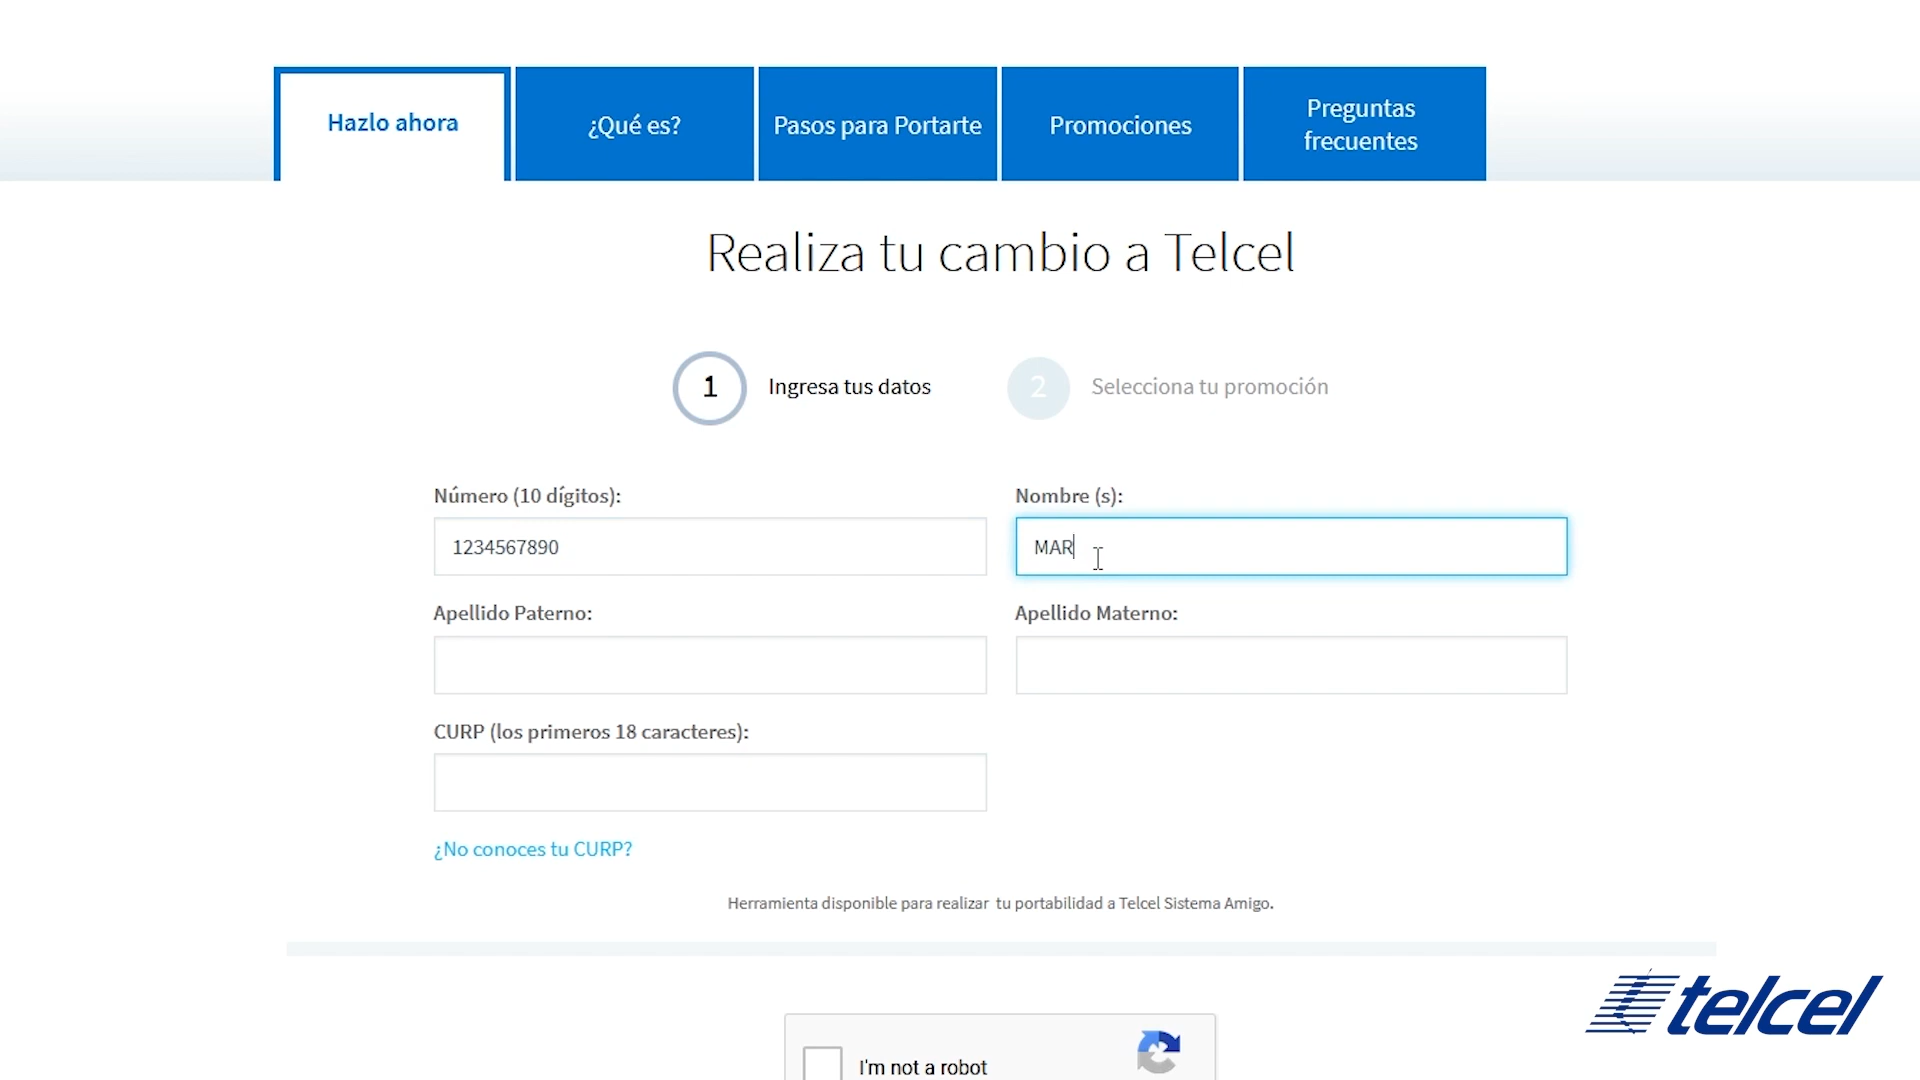 Hazlo ahora
¿Qué es?
Pasos para Portarte
Promociones
Preguntas
frecuentes
Realiza tu cambio a Telcel
1 Ingresa tus datos
2 Selecciona tu promoción
Número (10 dígitos):
Nombre (s):
1234567890
MAR
Apellido Paterno:
Apellido Materno:
CURP (los primeros 18 caracteres):
¿No conoces tu CURP?
Herramienta disponible para realizar tu portabilidad a Telcel Sistema Amigo.
telcel
I'm not a robot